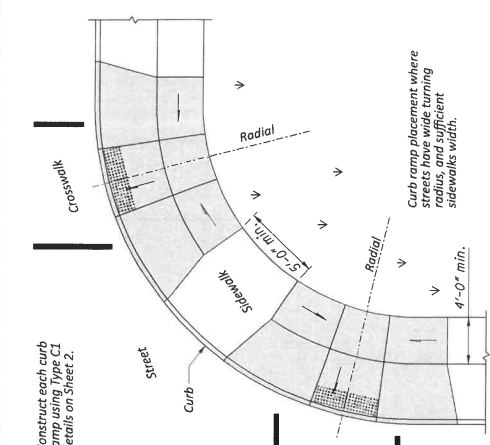 Radial
Crosswalk
Curb ramp placement where
streets have wide turning
radius, and sufficient
sidewalks width.
5'-0" min.
Radial
4'-0" min.
Sidewalk
Street
Curb
onstruct each curb
amp using Type C1
etails on Sheet 2.